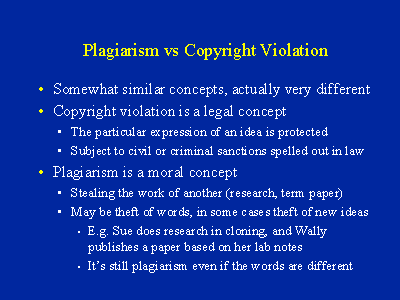 Plagiarism vs Copyright Violation
• Somewhat similar concepts, actually very different
• Copyright violation is a legal concept
• The particular expression of an idea is protected
• Subject to civil or criminal sanctions spelled out in law
• Plagiarism is a moral concept
• Stealing the work of another (research, term paper)
• May be theft of words, in some cases theft of new ideas
• E.g. Sue does research in cloning, and Wally
publishes a paper based on her lab notes
• It's still plagiarism even if the words are different